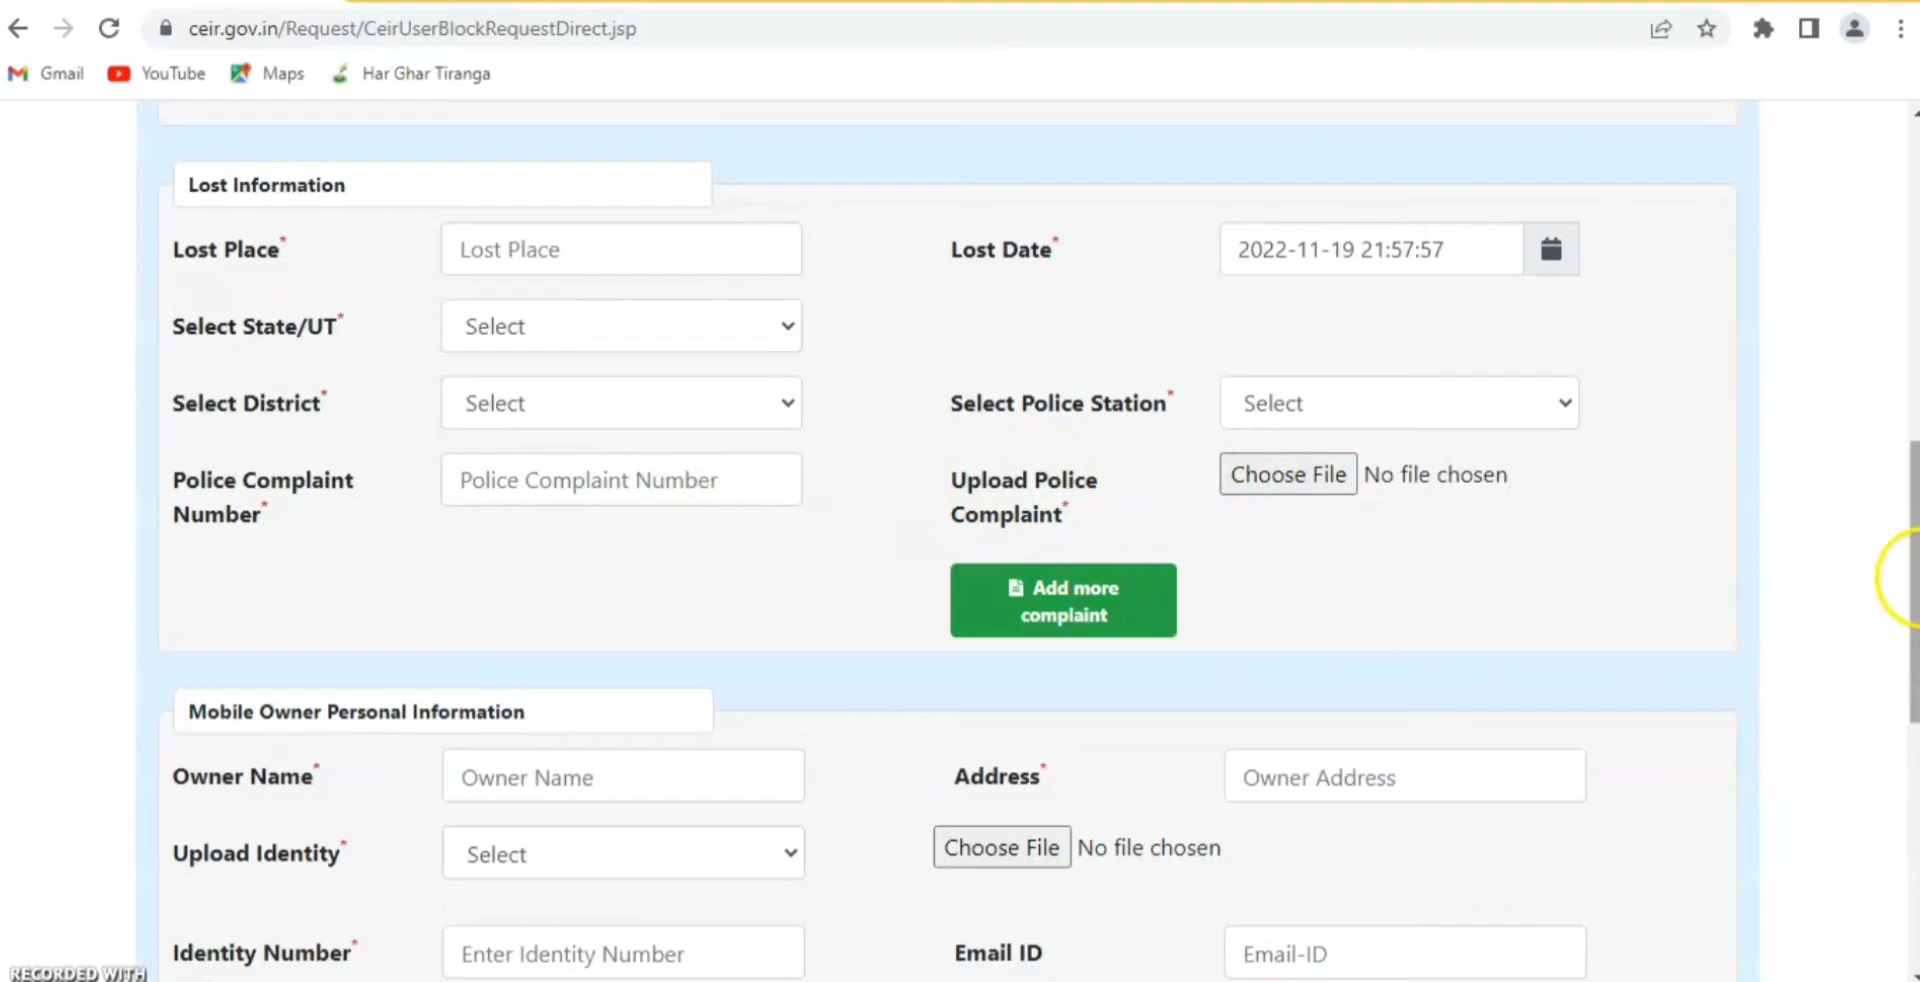 ceir.gov.in/Request/CeirUserBlockRequestDirect.jsp
Gmail YouTube Maps Har Ghar Tiranga
Lost Information
Lost Place* Lost Place Lost Date* 2022-11-19 21:57:57
Select State/UT* Select
Select District* Select Select Police Station* Select
Police Complaint Police Complaint Number Upload Police Choose File No file chosen
Number* Complaint*
Add more
complaint
Mobile Owner Personal Information
Owner Name* Owner Name Address* Owner Address
Upload Identity* Select Choose File No file chosen
Identity Number* Enter Identity Number Email ID Email-ID
RECORDED WITH